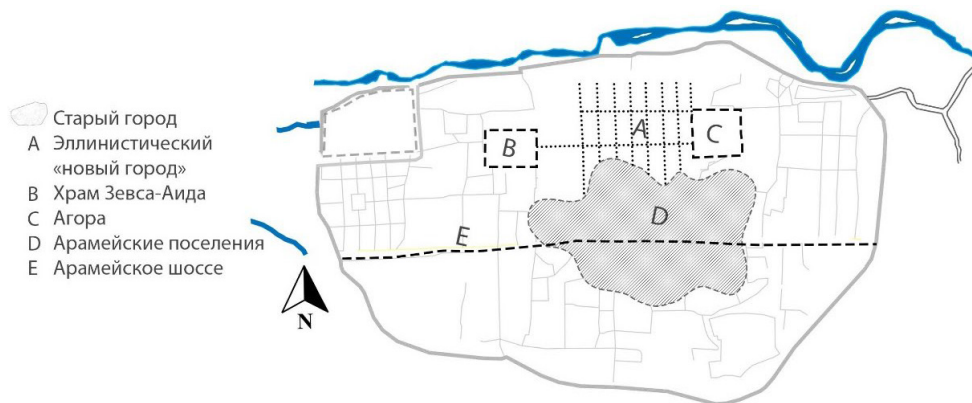 Старый город
A Эллинистический
«новый город»
B Храм Зевса-Аида
C Агора
D Арамейские поселения
E Арамейское шоссе
A
B
C
D
E
N